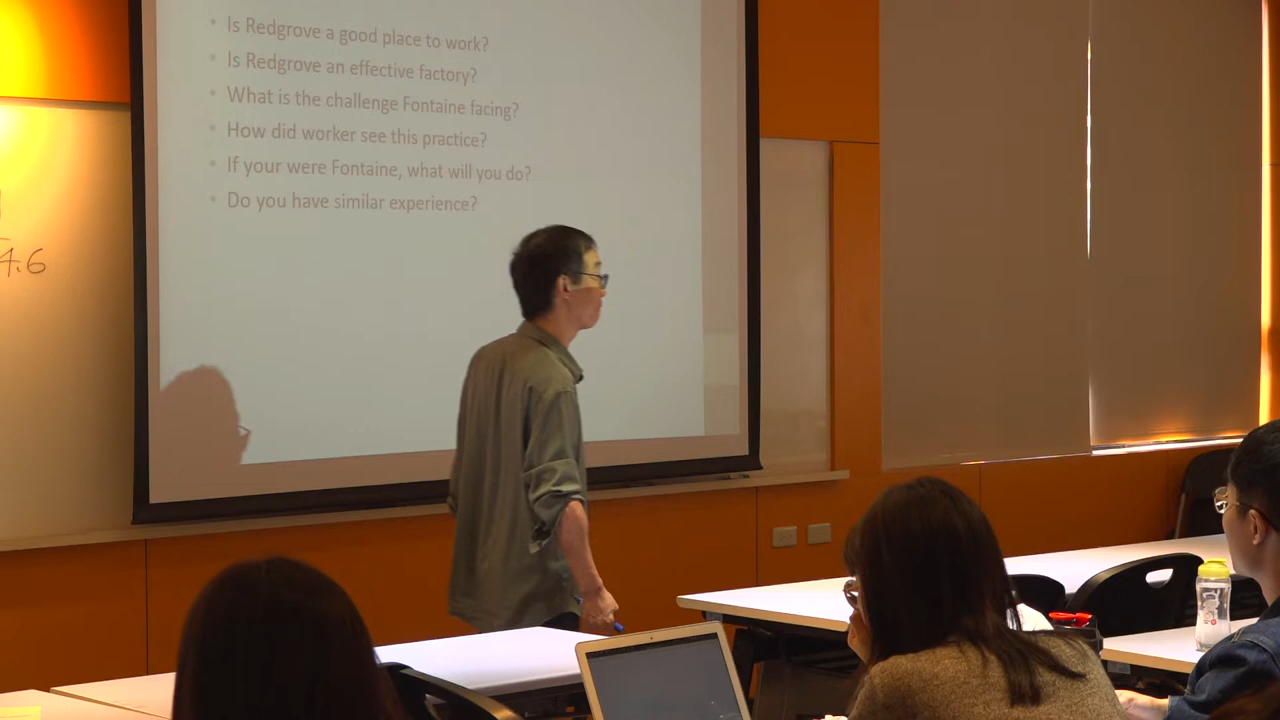 • Is Redgrove a good place to work?
• Is Redgrove an effective factory?
• What is the challenge Fontaine facing?
• How did worker see this practice?
• If your were Fontaine, what will you do?
• Do you have similar experience?
4.6